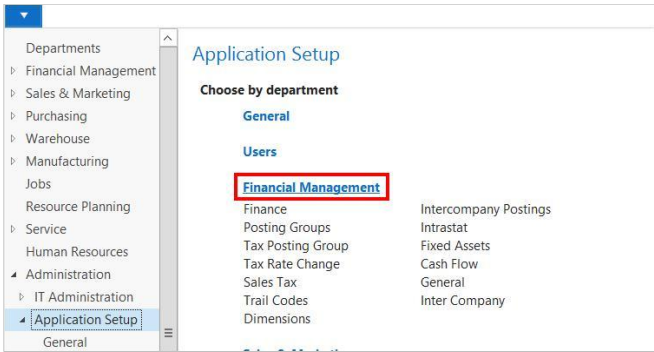 Departments
Financial Management
Sales & Marketing
Purchasing
Warehouse
Manufacturing
Jobs
Resource Planning
Service
Human Resources
Administration
IT Administration
Application Setup
General
Application Setup
Choose by department
General
Users
Financial Management
Finance
Posting Groups
Tax Posting Group
Tax Rate Change
Sales Tax
Trail Codes
Dimensions
Intercompany Postings
Intrastat
Fixed Assets
Cash Flow
General
Inter Company